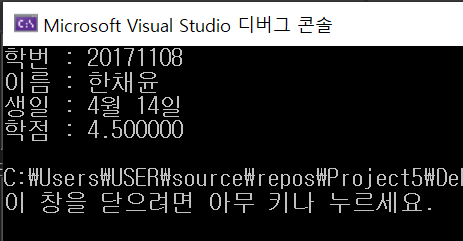 Microsoft Visual Studio 디버그 콘솔
학번 : 20171108
이름 : 한채윤
생일 : 4월 14일
학점 : 4.500000
C:₩Users₩USER₩source₩repos₩Project5₩De
이 창을 닫으려면 아무 키나 누르세요.